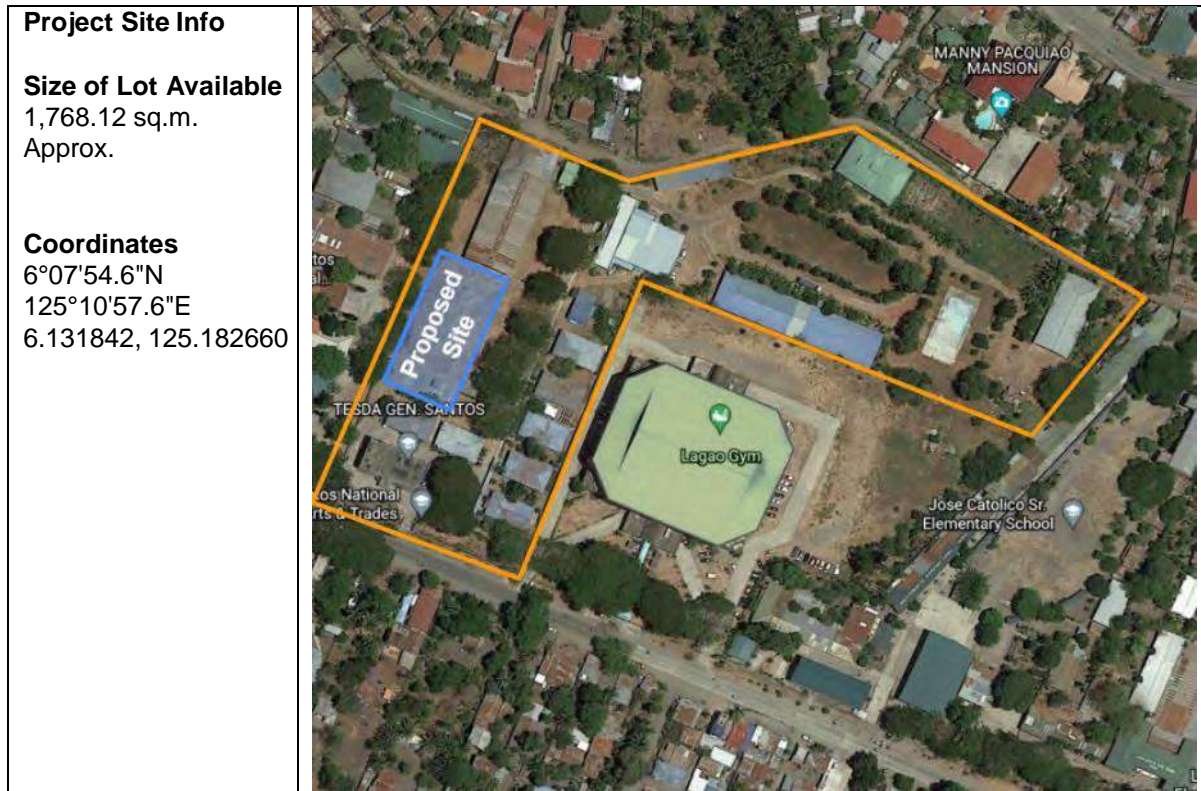 Project Site Info
Size of Lot Available
1,768.12 sq.m.
Approx.
Coordinates
6°07'54.6"N
125°10'57.6"E
6.131842, 125.182660
MANNY PACQUIAO
MANSION
Proposed
Site
TESDA GEN. SANTOS
Lagao Gym
National
Trades
Jose Catolico Sr.
Elementary School